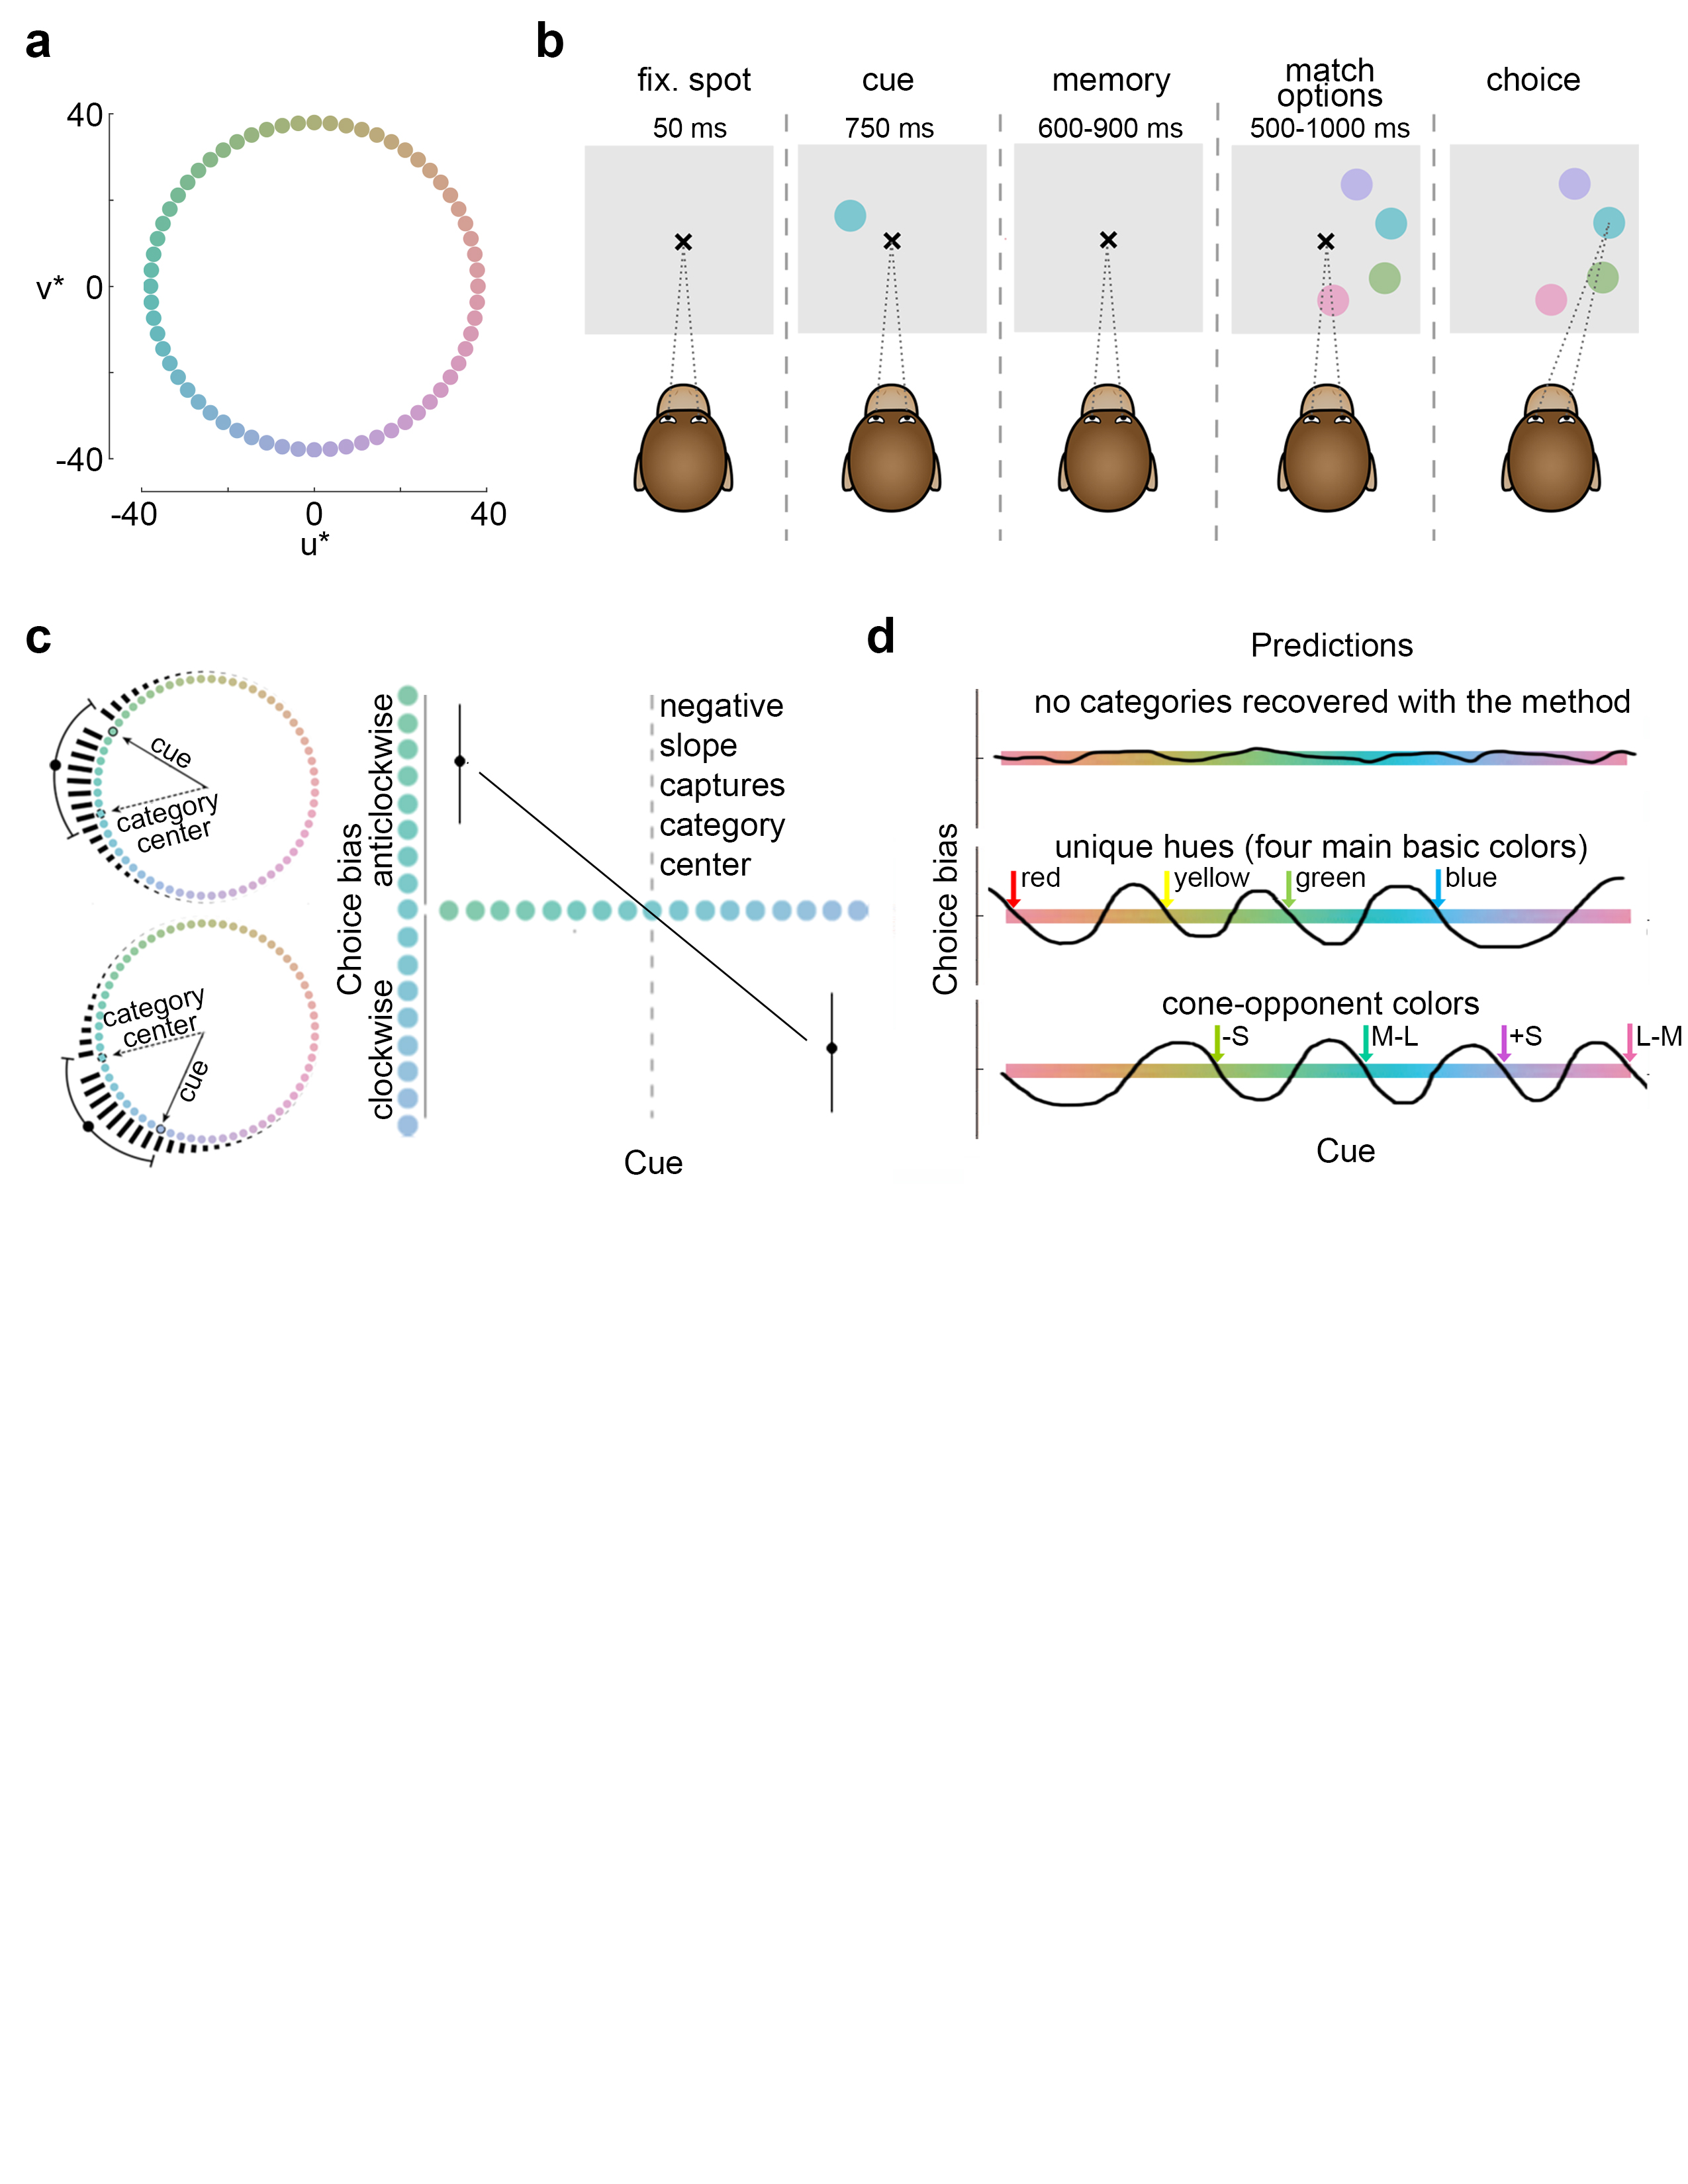 a
40
v*
0
-40
-40
0
40
u*
b
fix. spot
cue
memory
match
options
choice
50 ms
750 ms
600-900 ms
500-1000 ms
c
cue
category
center
category
center
cue
Choice bias
anticlockwise
clockwise
negative
slope
captures
category
center
Cue
d
Predictions
no categories recovered with the method
unique hues (four main basic colors)
red
yellow
green
blue
Choice bias
cone-opponent colors
-S
M-L
+S
L-M
Cue